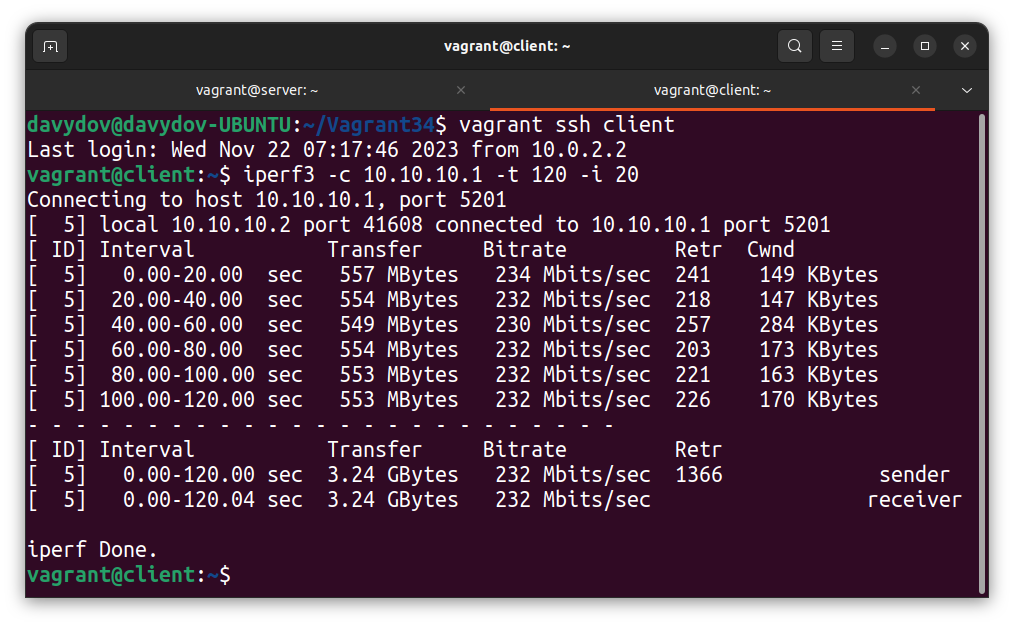 vagrant@client: ~
vagrant@server: ~
vagrant@client: ~
davydov@davydov-UBUNTU:~/Vagrant34$ vagrant ssh client
Last login: Wed Nov 22 07:17:46 2023 from 10.0.2.2
vagrant@client:~$ iperf3 -c 10.10.10.1 -t 120 -i 20
Connecting to host 10.10.10.1, port 5201
[  5] local 10.10.10.2 port 41608 connected to 10.10.10.1 port 5201
[ ID] Interval           Transfer     Bitrate         Retr  Cwnd
[  5]   0.00-20.00  sec   557 MBytes   234 Mbits/sec  241    149 KBytes
[  5]  20.00-40.00  sec   554 MBytes   232 Mbits/sec  218    147 KBytes
[  5]  40.00-60.00  sec   549 MBytes   230 Mbits/sec  257    284 KBytes
[  5]  60.00-80.00  sec   554 MBytes   232 Mbits/sec  203    173 KBytes
[  5]  80.00-100.00 sec   553 MBytes   232 Mbits/sec  221    163 KBytes
[  5] 100.00-120.00 sec   553 MBytes   232 Mbits/sec  226    170 KBytes
- - - - - - - - - - - - - - - - - - - - - - - - -
[ ID] Interval           Transfer     Bitrate         Retr
[  5]   0.00-120.00 sec  3.24 GBytes   232 Mbits/sec  1366             sender
[  5]   0.00-120.04 sec  3.24 GBytes   232 Mbits/sec                  receiver
iperf Done.
vagrant@client:~$